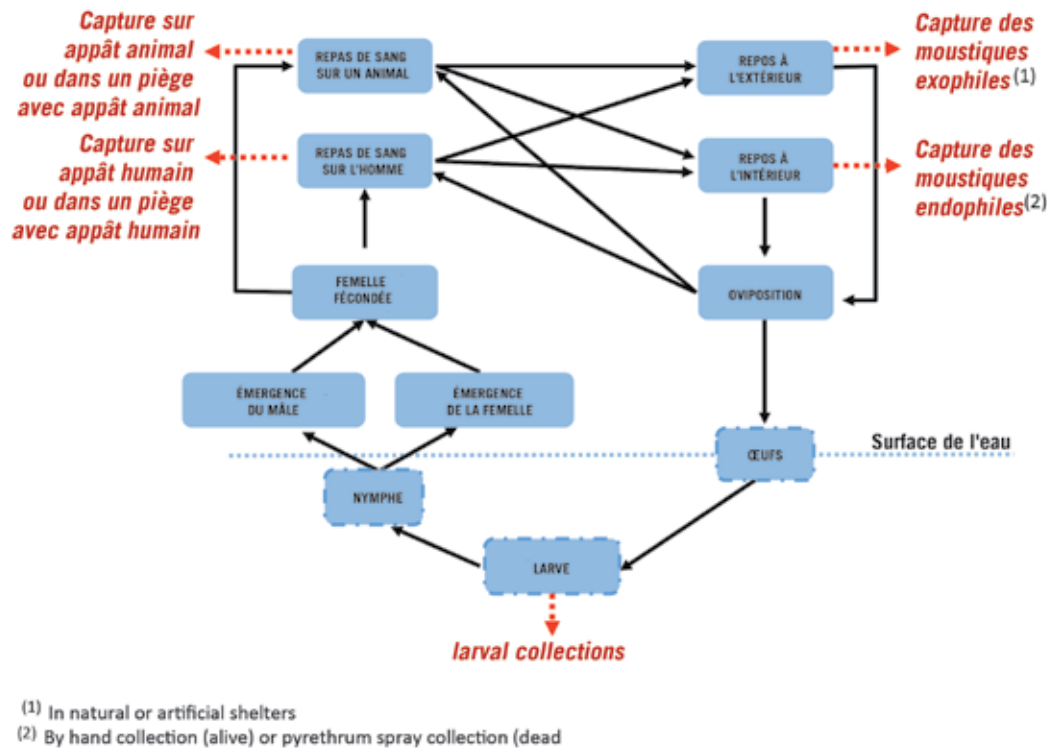 Capture sur
appât animal
ou dans un piège
avec appât animal
REPAS DE SANG
SUR UN ANIMAL
REPOS À
L'EXTÉRIEUR
Capture des
moustiques
exophiles (1)
Capture sur
appât humain
ou dans un piège
avec appât humain
REPAS DE SANG
SUR L'HOMME
REPOS À
L'INTÉRIEUR
Capture des
moustiques
endophiles(2)
FEMELLE
FÉCONDÉE
OVIPOSITION
ÉMERGENCE
DU MÂLE
ÉMERGENCE
DE LA FEMELLE
Surface de l'eau
ŒUFS
NYMPHE
LARVE
larval collections
(1) In natural or artificial shelters
(2) By hand collection (alive) or pyrethrum spray collection (dead